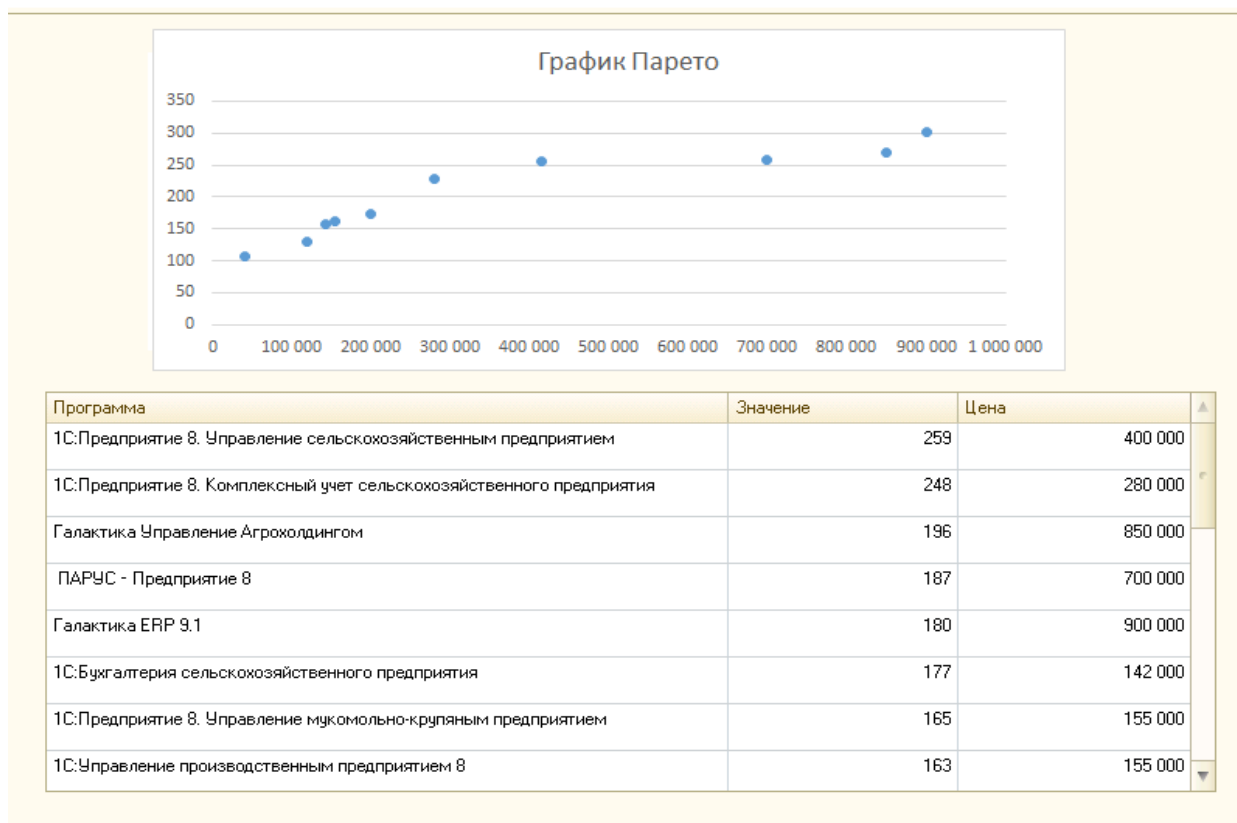 График Парето
350
300
250
200
150
100
50
0
0 100 000 200 000 300 000 400 000 500 000 600 000 700 000 800 000 900 000 1 000 000
Программа Значение Цена
1С:Предприятие 8. Управление сельскохозяйственным предприятием 259 400 000
1С:Предприятие 8. Комплексный учет сельскохозяйственного предприятия 248 280 000
Галактика Управление Агрохолдингом 196 850 000
ПАРУС - Предприятие 8 187 700 000
Галактика ERP 9.1 180 900 000
1С:Бухгалтерия сельскохозяйственного предприятия 177 142 000
1С:Предприятие 8. Управление мукомольно-крупяным предприятием 165 155 000
1С:Управление производственным предприятием 8 163 155 000